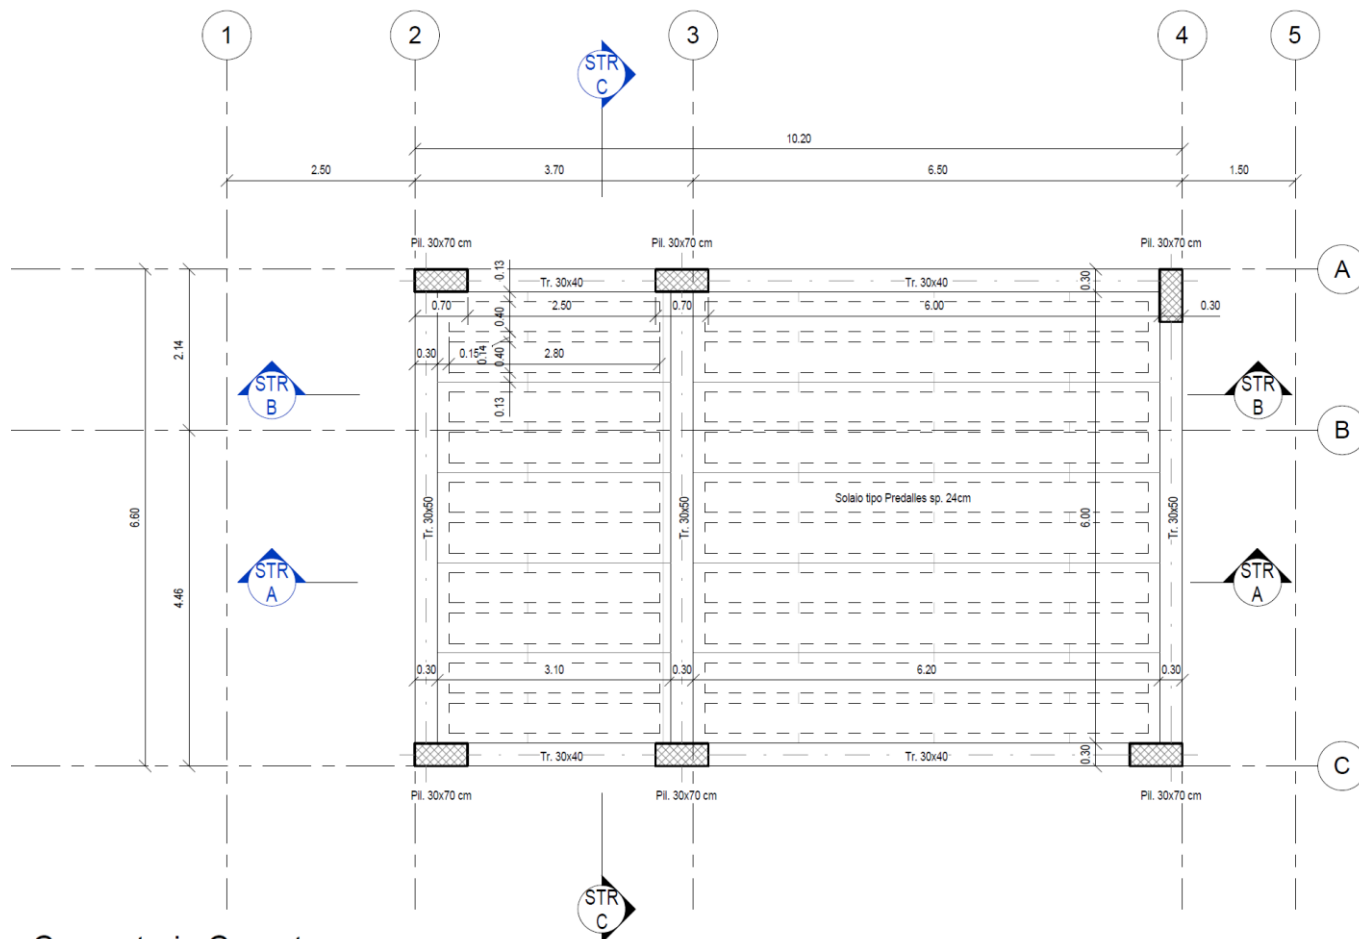 1 2 3 4 5
STR
C
10.20
2.50 3.70 6.50 1.50
Pil. 30x70 cm Pil. 30x70 cm Pil. 30x70 cm
A
0.13
Tr. 30x40 Tr. 30x40
0.30
0.70 2.50 0.70 6.00 0.30
0.40
2.14
0.30 0.15 0.14 0.40 2.80
STR
B
STR
B
0.13
B
6.60
Tr. 30x50 Tr. 30x50 Tr. 30x50
Solaio tipo Predalles sp. 24cm
6.00
4.46
STR
A
STR
A
0.30 3.10 0.30 6.20 0.30
Tr. 30x40 Tr. 30x40
0.30
C
Pil. 30x70 cm Pil. 30x70 cm Pil. 30x70 cm
STR
C